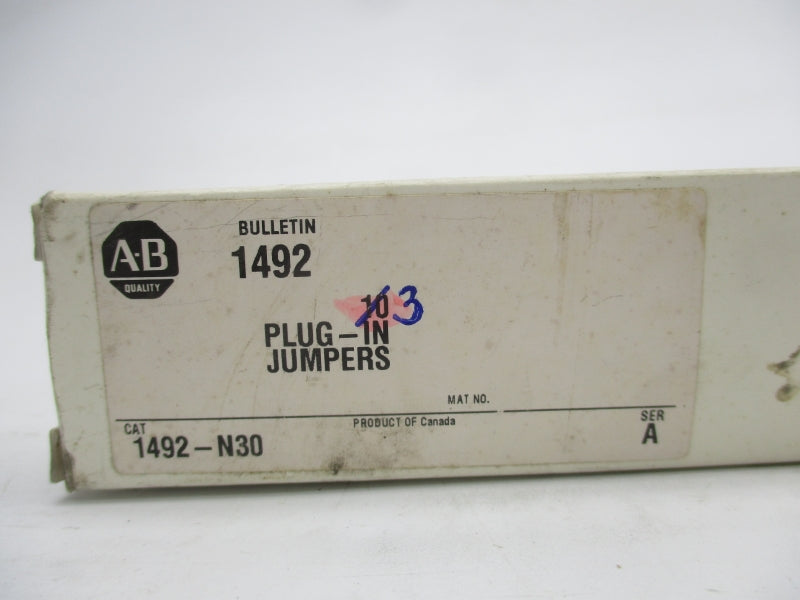 A-B
QUALITY
BULLETIN
1492
10 3
PLUG-IN
JUMPERS
MAT NO.
CAT
PRODUCT OF Canada
SER
1492-N30
A